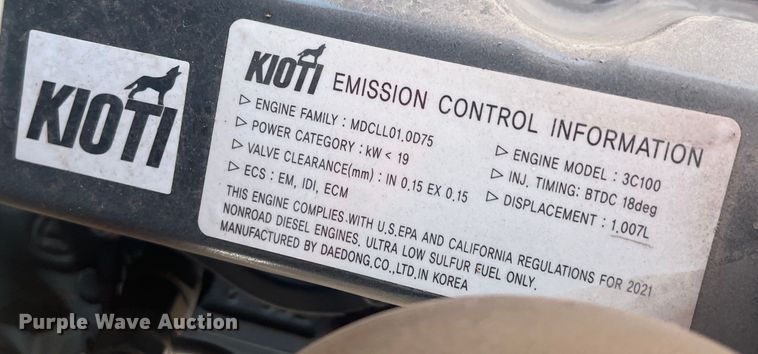 KIOTI
KIOTI EMISSION CONTROL INFORMATION
▷ ENGINE FAMILY : MDCLL01.0D75
▷ POWER CATEGORY : kW < 19
▷ VALVE CLEARANCE(mm) : IN 0.15 EX 0.15
▷ ECS : EM, IDI, ECM
▷ ENGINE MODEL : 3C100
▷ INJ. TIMING: BTDC 18deg
▷ DISPLACEMENT : 1,007L
THIS ENGINE COMPLIES.WITH U.S.EPA AND CALIFORNIA REGULATIONS FOR 2021
NONROAD DIESEL ENGINES. ULTRA LOW SULFUR FUEL ONLY.
MANUFACTURED BY DAEDONG,CO.,LTD.IN KOREA
Purple Wave Auction